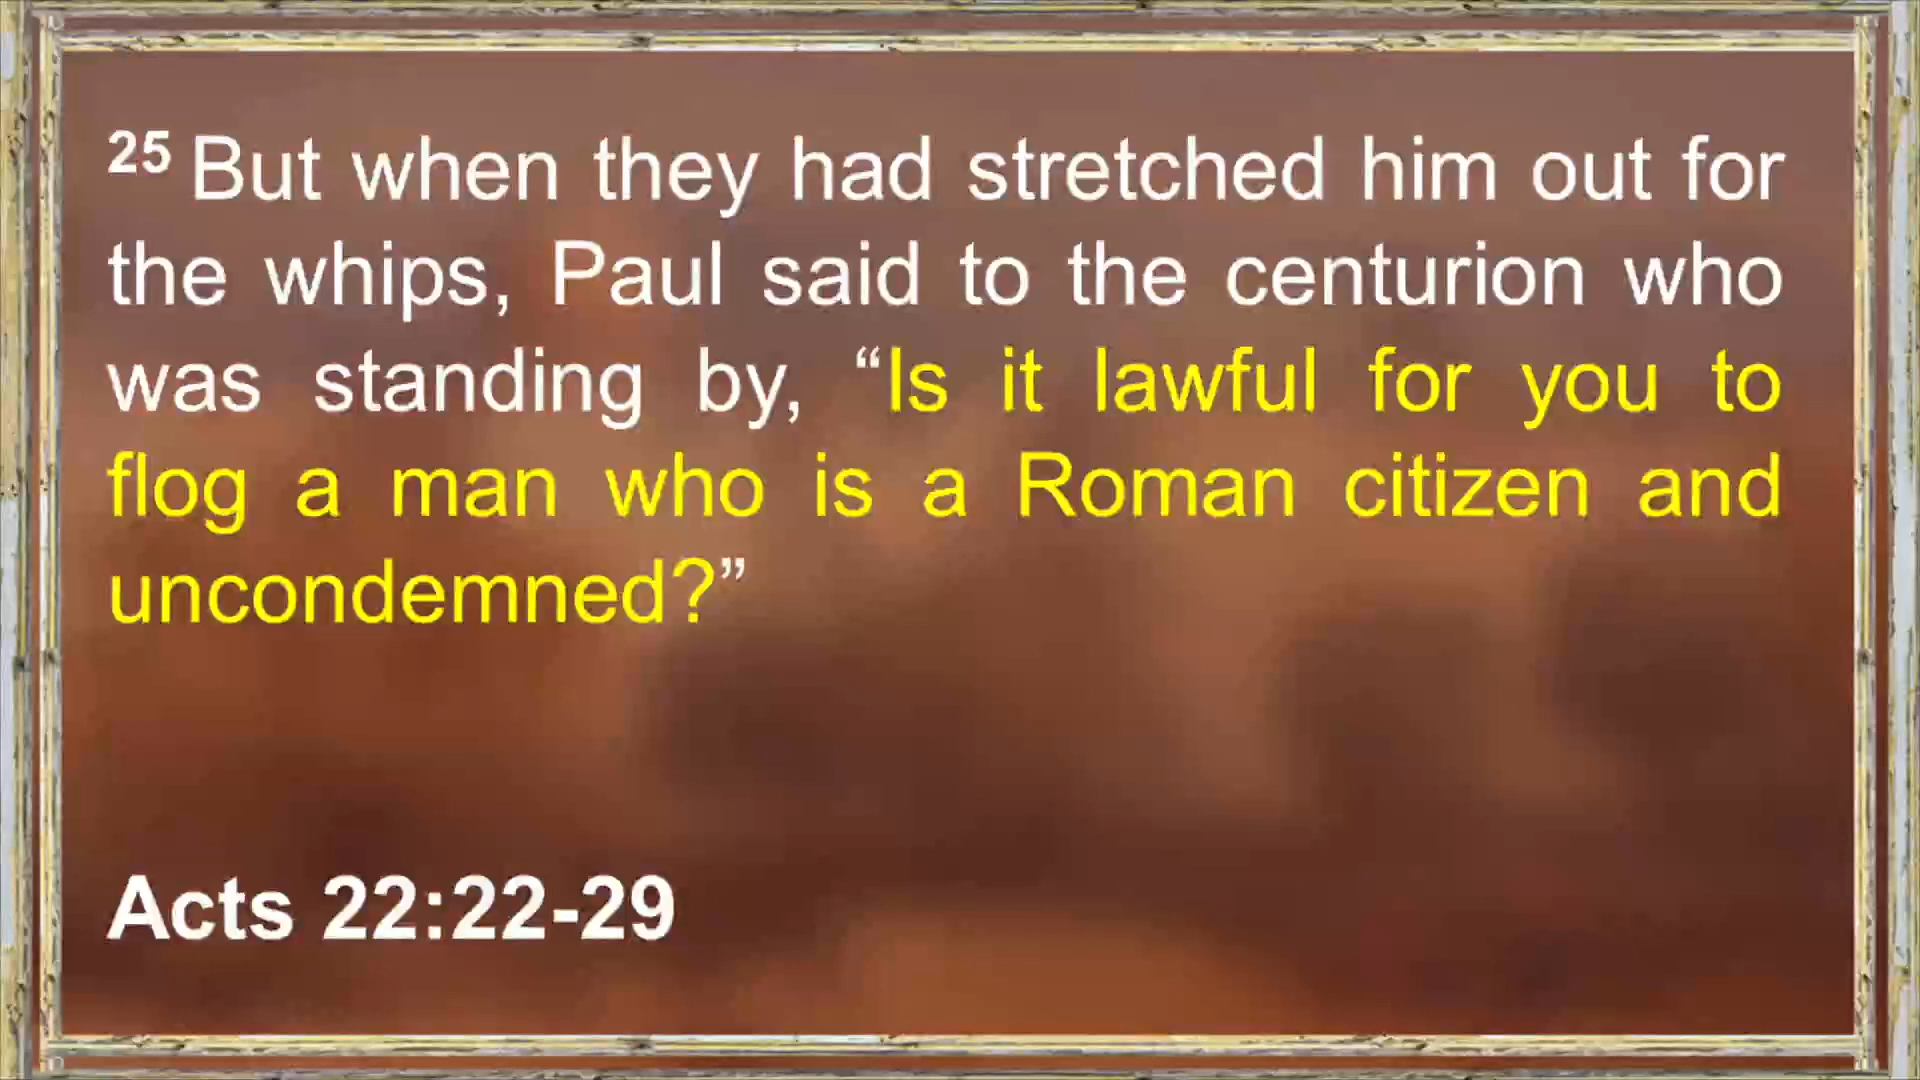 25 But when they had stretched him out for
the whips, Paul said to the centurion who
was standing by, “Is it lawful for you to
flog a man who is a Roman citizen and
uncondemned?”
Acts 22:22-29